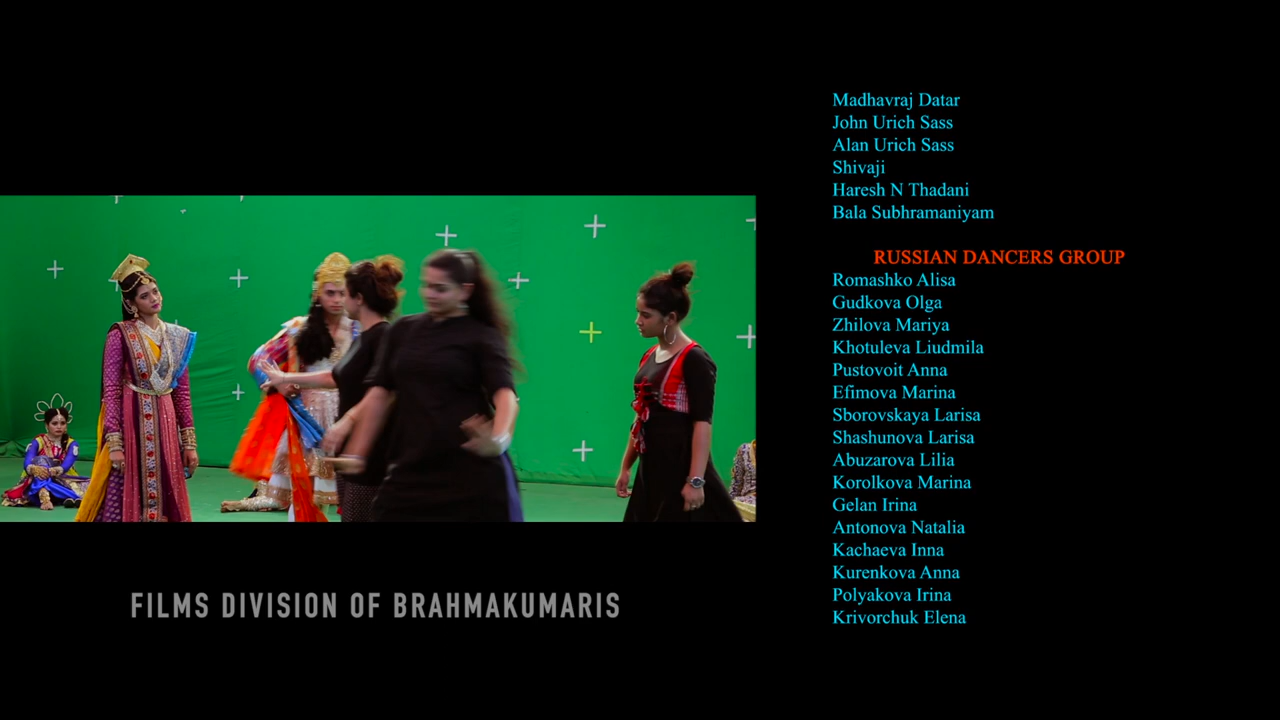 Madhavraj Datar
John Urich Sass
Alan Urich Sass
Shivaji
Haresh N Thadani
Bala Subhramaniyam
RUSSIAN DANCERS GROUP
Romashko Alisa
Gudkova Olga
Zhilova Mariya
Khotuleva Liudmila
Pustovoit Anna
Efimova Marina
Sborovskaya Larisa
Shashunova Larisa
Abuzarova Lilia
Korolkova Marina
Gelan Irina
Antonova Natalia
Kachaeva Inna
Kurenkova Anna
Polyakova Irina
Krivorchuk Elena
FILMS DIVISION OF BRAHMAKUMARIS